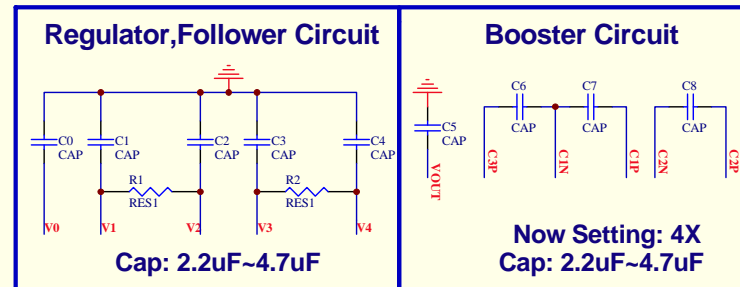 Regulator,Follower Circuit
C0
CAP
C1
CAP
C2
CAP
C3
CAP
C4
CAP
R1
RES1
R2
RES1
V0
V1
V2
V3
V4
Cap: 2.2uF~4.7uF
Booster Circuit
C5
CAP
C6
CAP
C7
CAP
C8
CAP
VOUT
C3P
C1N
C1P
C2N
C2P
Now Setting: 4X
Cap: 2.2uF~4.7uF